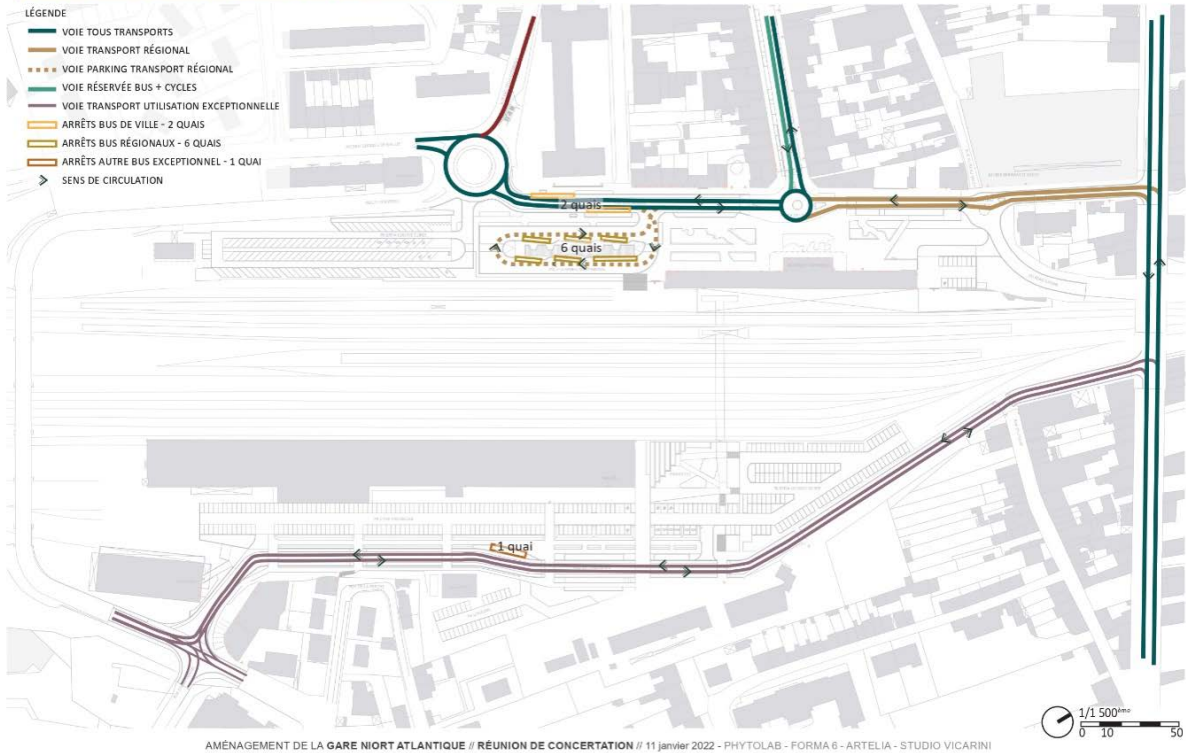 LÉGENDE
VOIE TOUS TRANSPORTS
VOIE TRANSPORT RÉGIONAL
VOIE PARKING TRANSPORT RÉGIONAL
VOIE RÉSERVÉE BUS + CYCLES
VOIE TRANSPORT UTILISATION EXCEPTIONNELLE
ARRÊTS BUS DE VILLE - 2 QUAIS
ARRÊTS BUS RÉGIONAUX - 6 QUAIS
ARRÊTS AUTRE BUS EXCEPTIONNEL - 1 QUAI
SENS DE CIRCULATION
2 quais
6 quais
1 quai
1/1 500ème
0 10 50
AMÉNAGEMENT DE LA GARE NIORT ATLANTIQUE // RÉUNION DE CONCERTATION // 11 janvier 2022 - PHYTOLAB - FORMA 6 - ARTELIA - STUDIO VICARINI